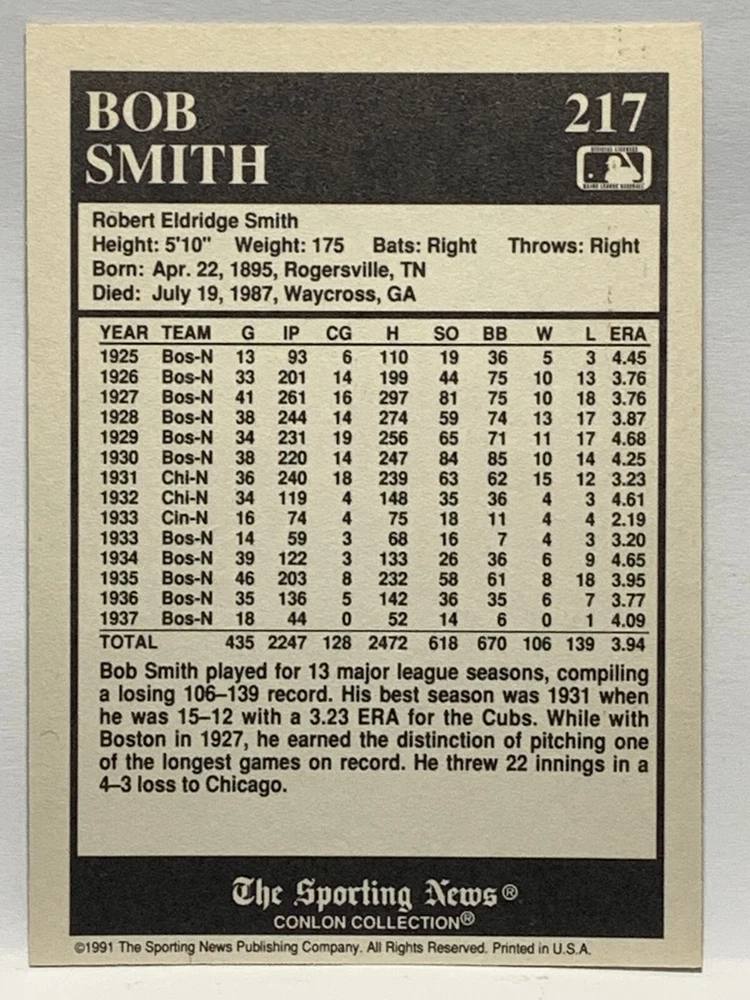 BOB
SMITH
217
OFFICIAL LICENSEE
MAJOR LEAGUE BASEBALL
Robert Eldridge Smith
Height: 5'10" Weight: 175 Bats: Right Throws: Right
Born: Apr. 22, 1895, Rogersville, TN
Died: July 19, 1987, Waycross, GA
YEAR TEAM G IP CG H SO BB W L ERA
1925 Bos-N 13 93 6 110 19 36 5 3 4.45
1926 Bos-N 33 201 14 199 44 75 10 13 3.76
1927 Bos-N 41 261 16 297 81 75 10 18 3.76
1928 Bos-N 38 244 14 274 59 74 13 17 3.87
1929 Bos-N 34 231 19 256 65 71 11 17 4.68
1930 Bos-N 38 220 14 247 84 85 10 14 4.25
1931 Chi-N 36 240 18 239 63 62 15 12 3.23
1932 Chi-N 34 119 4 148 35 36 4 3 4.61
1933 Cin-N 16 74 4 75 18 11 4 4 2.19
1933 Bos-N 14 59 3 68 16 7 4 3 3.20
1934 Bos-N 39 122 3 133 26 36 6 9 4.65
1935 Bos-N 46 203 8 232 58 61 8 18 3.95
1936 Bos-N 35 136 5 142 36 35 6 7 3.77
1937 Bos-N 18 44 0 52 14 6 0 1 4.09
TOTAL 435 2247 128 2472 618 670 106 139 3.94
Bob Smith played for 13 major league seasons, compiling
a losing 106–139 record. His best season was 1931 when
he was 15–12 with a 3.23 ERA for the Cubs. While with
Boston in 1927, he earned the distinction of pitching one
of the longest games on record. He threw 22 innings in a
4–3 loss to Chicago.
The Sporting News®
CONLON COLLECTION®
©1991 The Sporting News Publishing Company. All Rights Reserved. Printed in U.S.A.